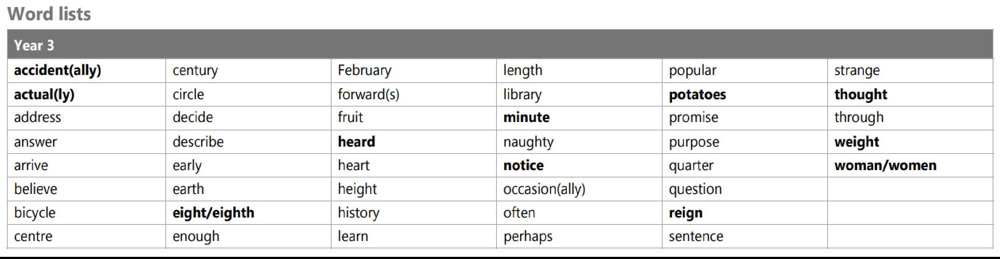 Word lists
Year 3
accident(ally) century February length popular strange
actual(ly) circle forward(s) library potatoes thought
address decide fruit minute promise through
answer describe heard naughty purpose weight
arrive early heart notice quarter woman/women
believe earth height occasion(ally) question
bicycle eight/eighth history often reign
centre enough learn perhaps sentence